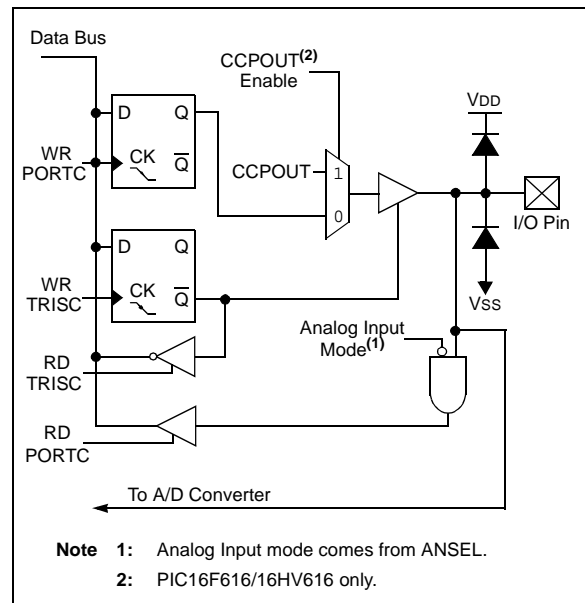 Data Bus
CCPOUT(2)
Enable
VDD
D Q
WR
PORTC
CK Q
CCPOUT
1
0
I/O Pin
D Q
WR
TRISC
CK Q
VSS
Analog Input
Mode(1)
RD
TRISC
RD
PORTC
To A/D Converter
Note 1: Analog Input mode comes from ANSEL.
2: PIC16F616/16HV616 only.